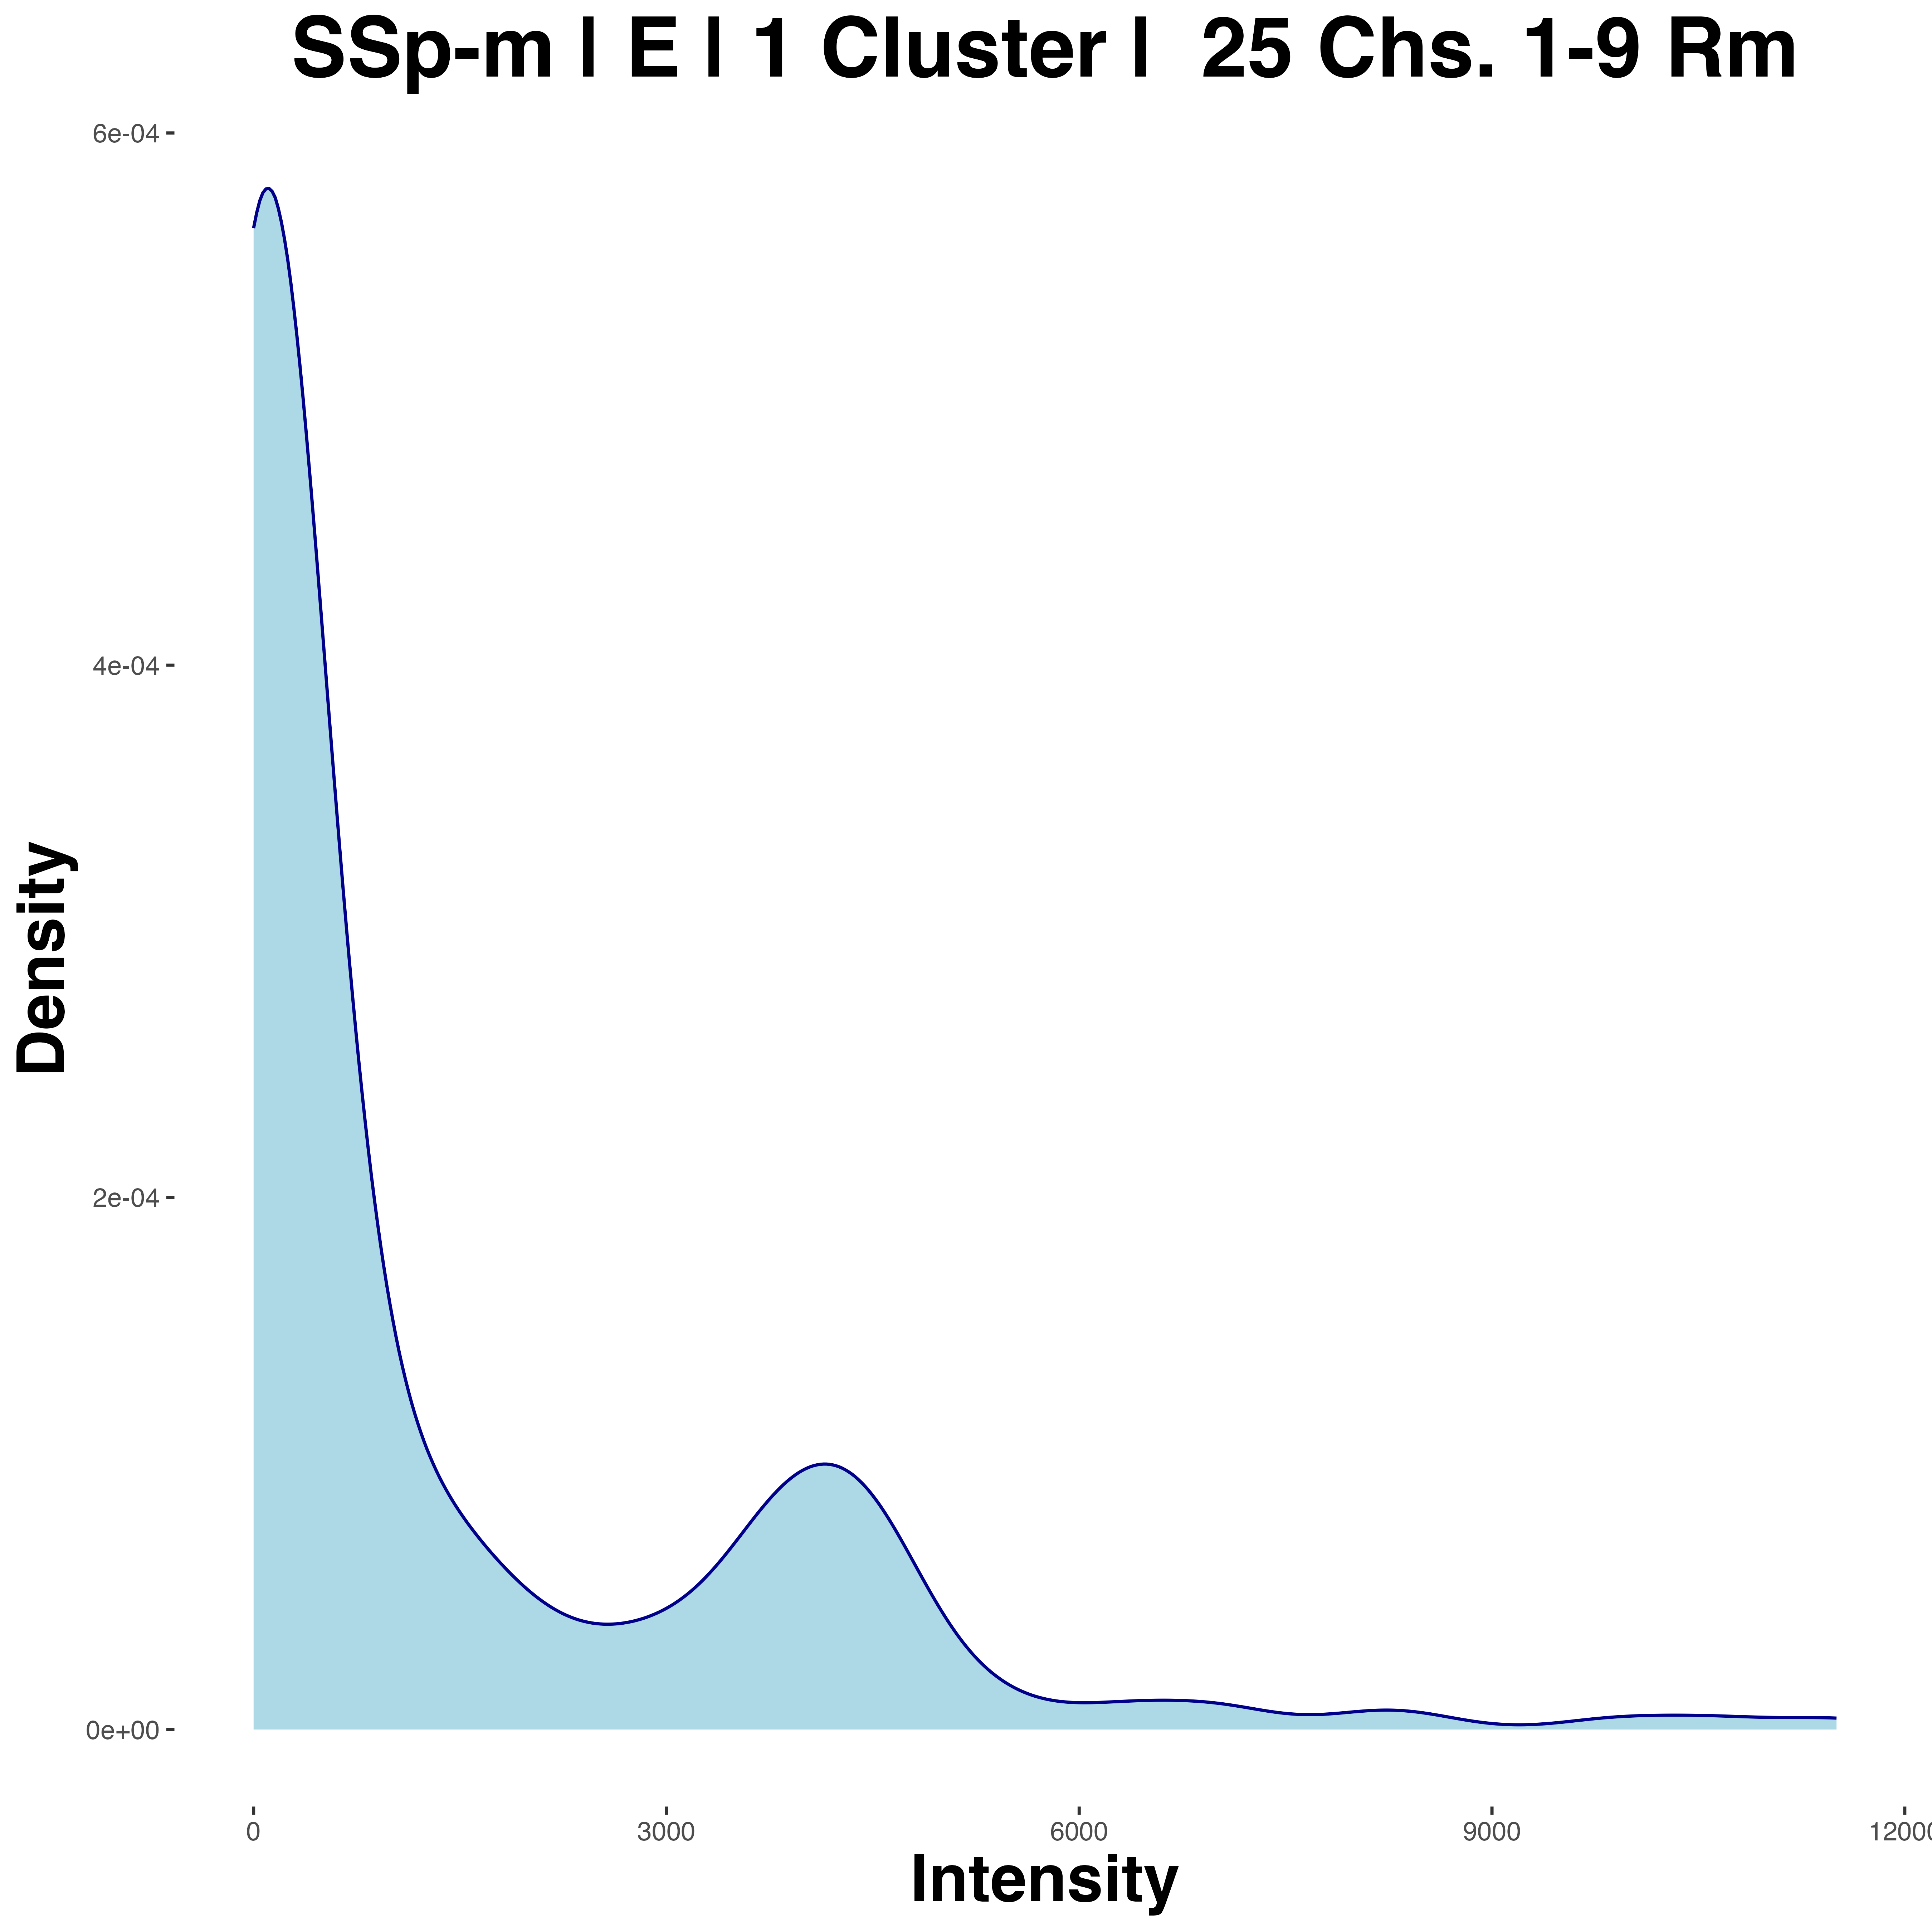 SSp-m | E | 1 Cluster | 25 Chs. 1-9 Rm
6e-04
4e-04
2e-04
0e+00
Density
0 3000 6000 9000 12000
Intensity